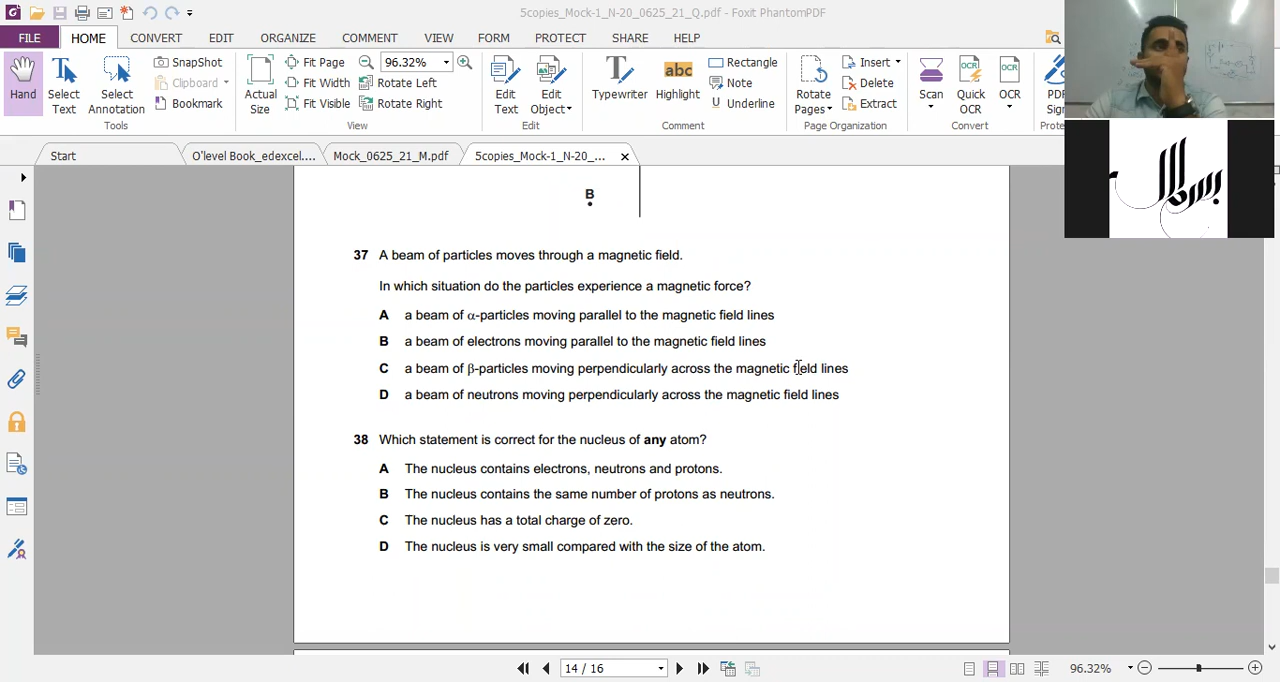 5copies_Mock-1_N-20_0625_21_Q.pdf - Foxit PhantomPDF
FILE HOME CONVERT EDIT ORGANIZE COMMENT VIEW FORM PROTECT SHARE HELP
Hand
Select Text
Select Annotation
SnapShot
Clipboard
Bookmark
Tools
Actual Size
Fit Page
Fit Width
Fit Visible
96.32%
Rotate Left
Rotate Right
View
Edit Text
Edit Object
Edit
Typewriter
abc
Highlight
Rectangle
Note
Underline
Comment
Rotate Pages
Insert
Delete
Extract
Page Organization
Scan
Quick OCR
OCR
Convert
PDF
Sign
Start
O'level Book_edexcel....
Mock_0625_21_M.pdf
5copies_Mock-1_N-20_...
B
37 A beam of particles moves through a magnetic field.
In which situation do the particles experience a magnetic force?
A a beam of α-particles moving parallel to the magnetic field lines
B a beam of electrons moving parallel to the magnetic field lines
C a beam of β-particles moving perpendicularly across the magnetic field lines
D a beam of neutrons moving perpendicularly across the magnetic field lines
38 Which statement is correct for the nucleus of any atom?
A The nucleus contains electrons, neutrons and protons.
B The nucleus contains the same number of protons as neutrons.
C The nucleus has a total charge of zero.
D The nucleus is very small compared with the size of the atom.
14 / 16
96.32%